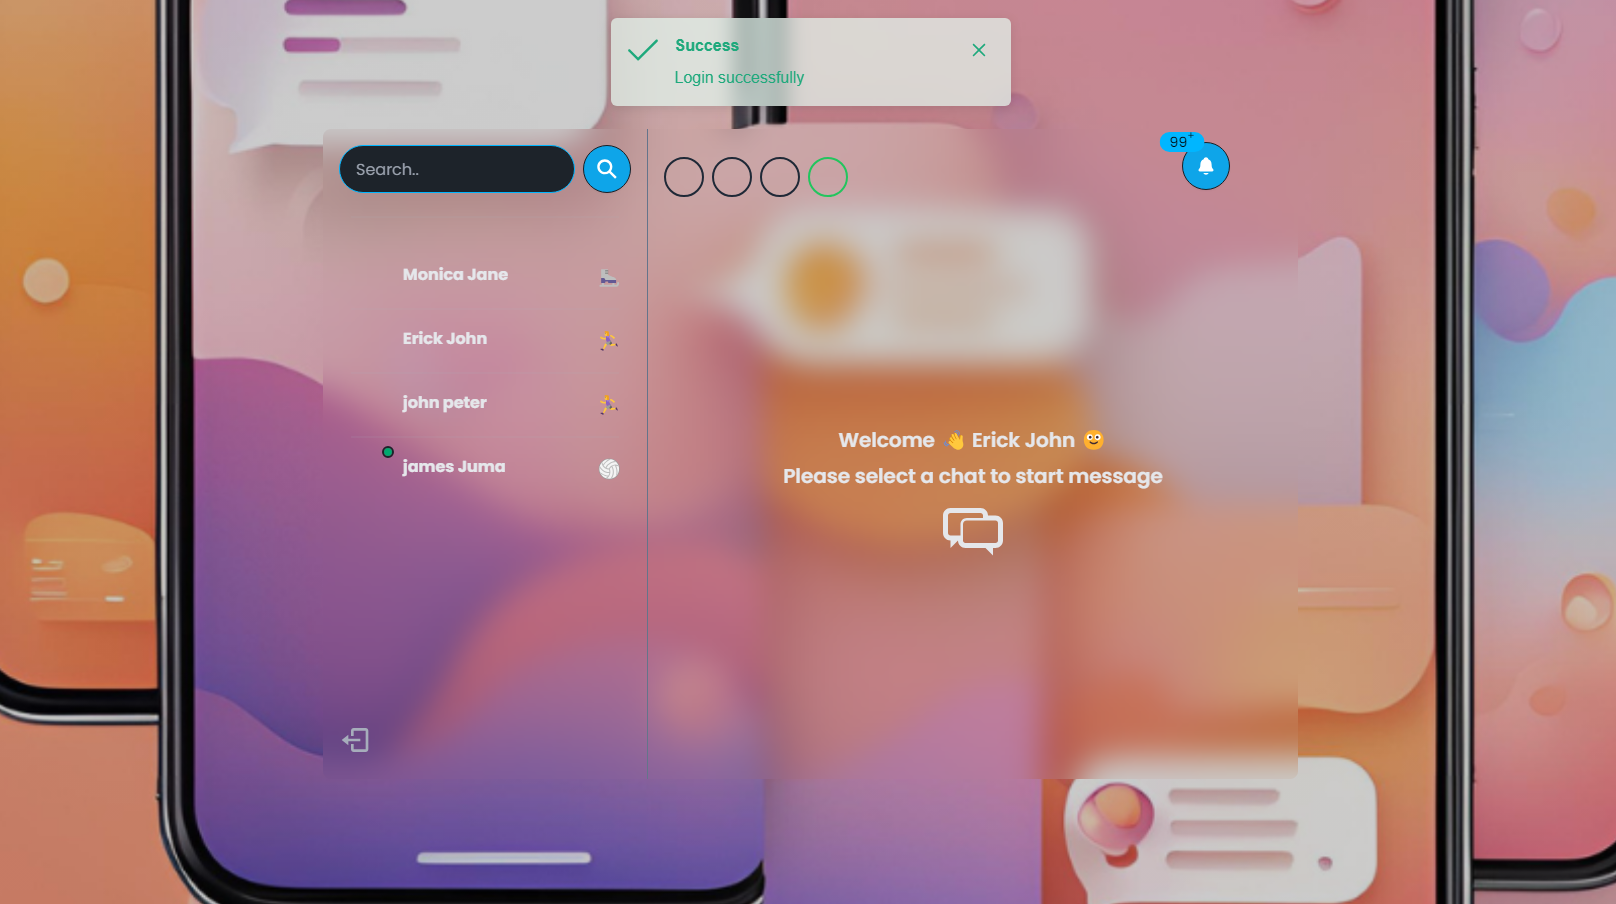 Success
Login successfully
Search..
99+
Monica Jane
Erick John
john peter
james Juma
Welcome 👋 Erick John 🙂
Please select a chat to start message